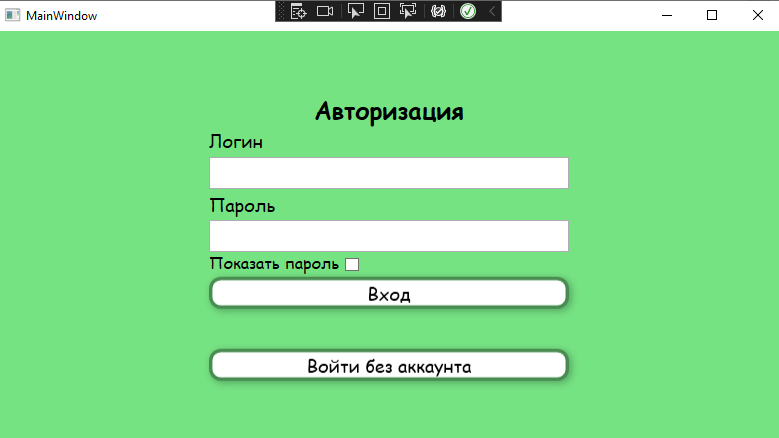 MainWindow
Авторизация
Логин
Пароль
Показать пароль
Вход
Войти без аккаунта